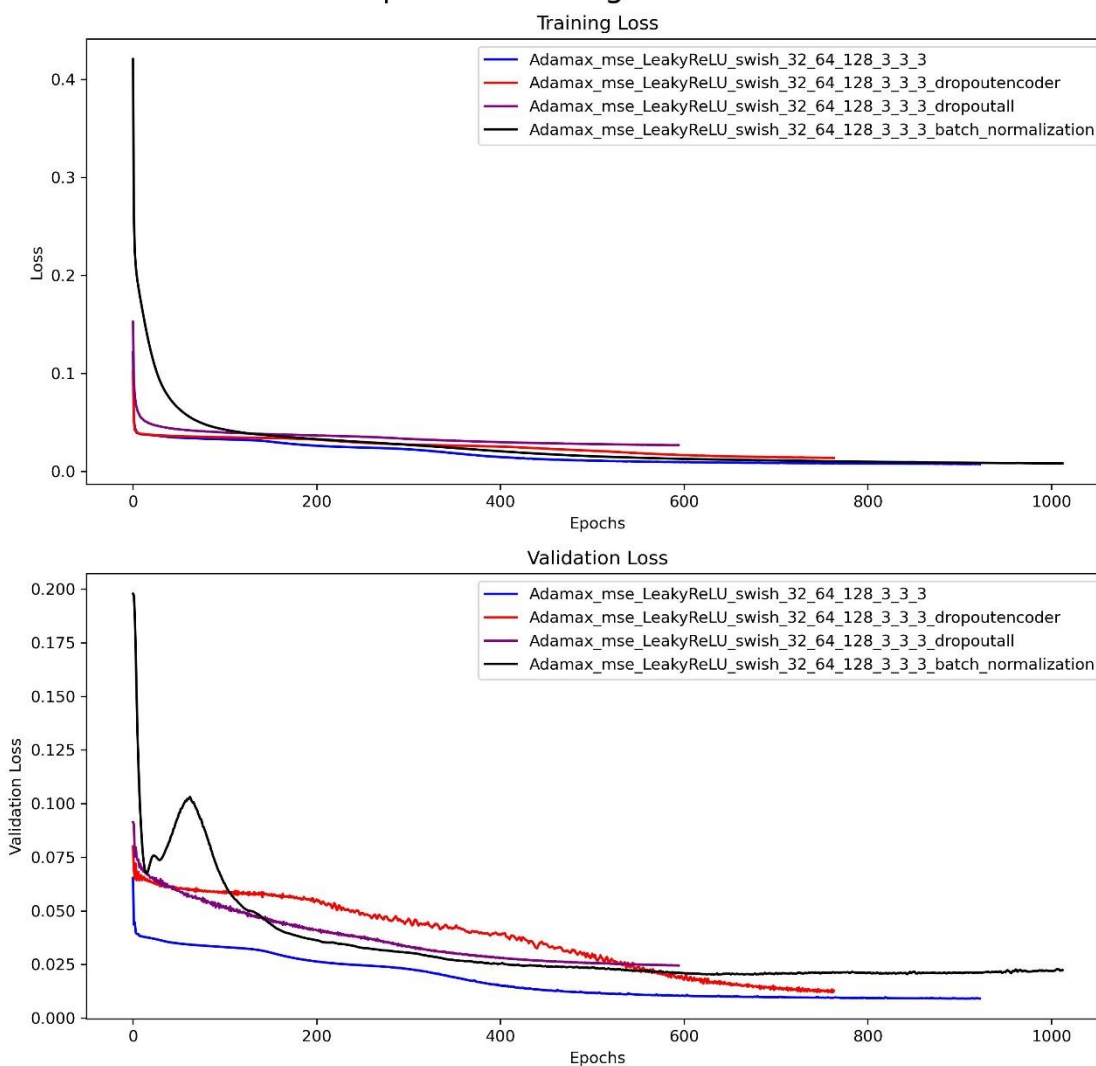 Training Loss
Adamax_mse_LeakyReLU_swish_32_64_128_3_3_3
Adamax_mse_LeakyReLU_swish_32_64_128_3_3_3_dropoutencoder
Adamax_mse_LeakyReLU_swish_32_64_128_3_3_3_dropoutall
Adamax_mse_LeakyReLU_swish_32_64_128_3_3_3_batch_normalization
Loss
0.4
0.3
0.2
0.1
0.0
0 200 400 600 800 1000
Epochs
Validation Loss
Adamax_mse_LeakyReLU_swish_32_64_128_3_3_3
Adamax_mse_LeakyReLU_swish_32_64_128_3_3_3_dropoutencoder
Adamax_mse_LeakyReLU_swish_32_64_128_3_3_3_dropoutall
Adamax_mse_LeakyReLU_swish_32_64_128_3_3_3_batch_normalization
Validation Loss
0.200
0.175
0.150
0.125
0.100
0.075
0.050
0.025
0.000
0 200 400 600 800 1000
Epochs